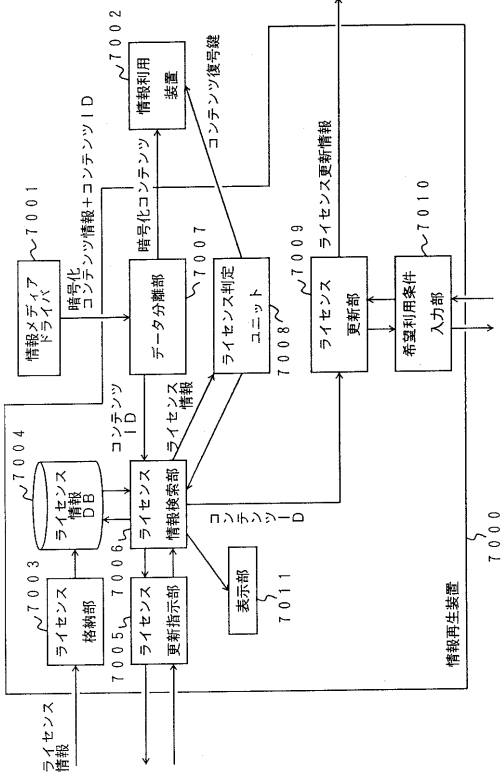 7001
情報メディア
ドライバ
暗号化
コンテンツ情報+コンテンツID
7002
情報利用
装置
7004
ライセンス
情報
DB
7003
ライセンス
格納部
ライセンス
情報
コンテンツ
ID
データ分離部
7007
暗号化コンテンツ
コンテンツ復号鍵
7006
ライセンス
情報検索部
ライセンス
情報
ライセンス判定
ユニット
7008
7005
ライセンス
更新指示部
コンテンツID
7009
ライセンス
更新部
ライセンス更新情報
表示部
7011
7010
希望利用条件
入力部
情報再生装置
7000